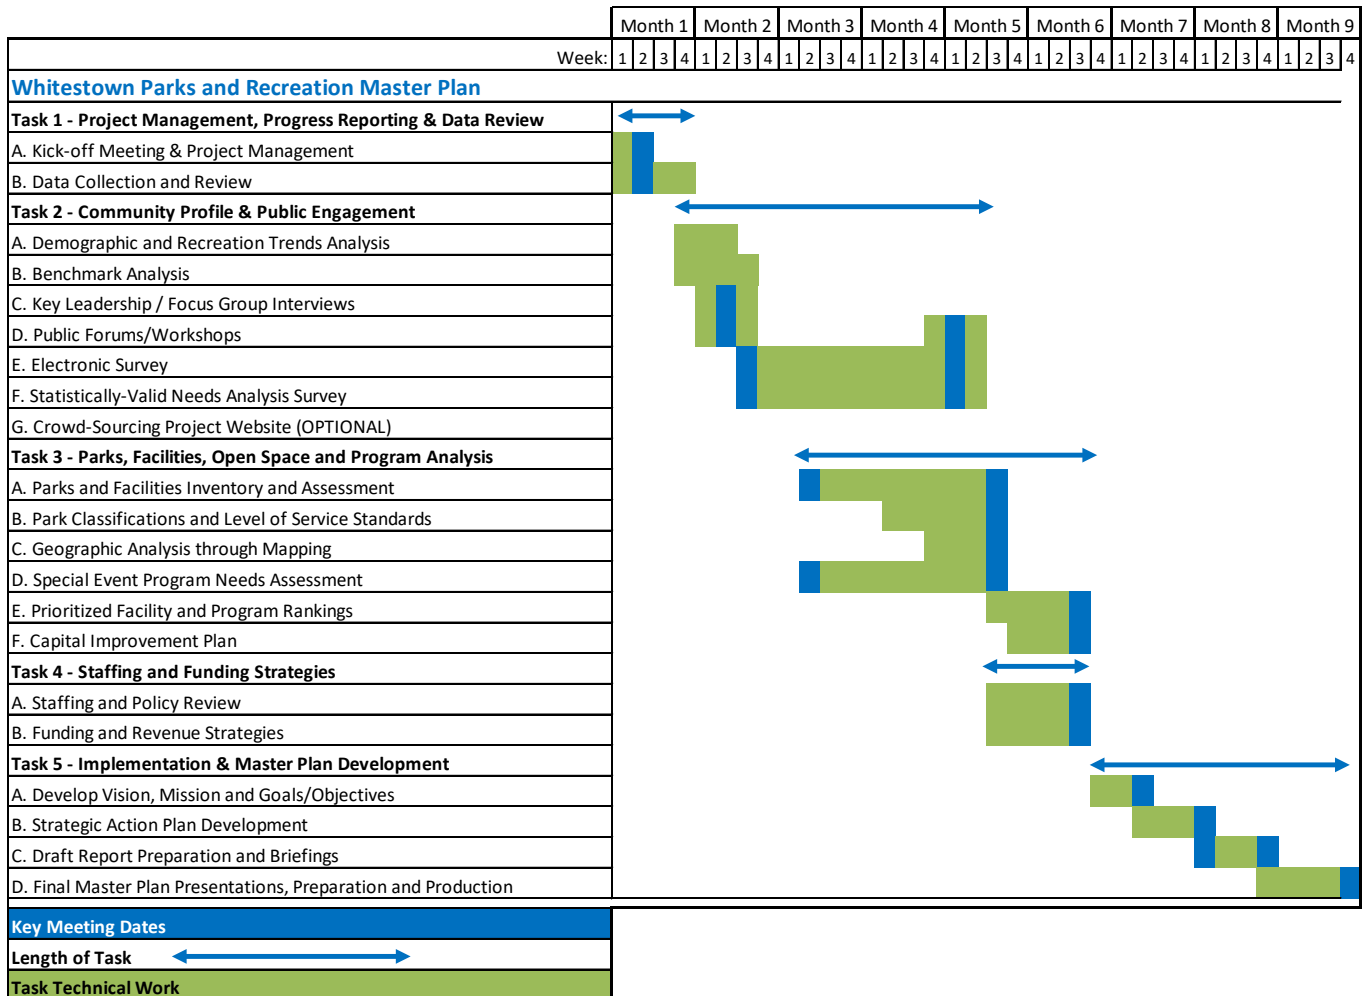 Month 1 Month 2 Month 3 Month 4 Month 5 Month 6 Month 7 Month 8 Month 9
Week: 1 2 3 4 1 2 3 4 1 2 3 4 1 2 3 4 1 2 3 4 1 2 3 4 1 2 3 4 1 2 3 4 1 2 3 4
Whitestown Parks and Recreation Master Plan
Task 1 - Project Management, Progress Reporting & Data Review
A. Kick-off Meeting & Project Management
B. Data Collection and Review
Task 2 - Community Profile & Public Engagement
A. Demographic and Recreation Trends Analysis
B. Benchmark Analysis
C. Key Leadership / Focus Group Interviews
D. Public Forums/Workshops
E. Electronic Survey
F. Statistically-Valid Needs Analysis Survey
G. Crowd-Sourcing Project Website (OPTIONAL)
Task 3 - Parks, Facilities, Open Space and Program Analysis
A. Parks and Facilities Inventory and Assessment
B. Park Classifications and Level of Service Standards
C. Geographic Analysis through Mapping
D. Special Event Program Needs Assessment
E. Prioritized Facility and Program Rankings
F. Capital Improvement Plan
Task 4 - Staffing and Funding Strategies
A. Staffing and Policy Review
B. Funding and Revenue Strategies
Task 5 - Implementation & Master Plan Development
A. Develop Vision, Mission and Goals/Objectives
B. Strategic Action Plan Development
C. Draft Report Preparation and Briefings
D. Final Master Plan Presentations, Preparation and Production
Key Meeting Dates
Length of Task
Task Technical Work